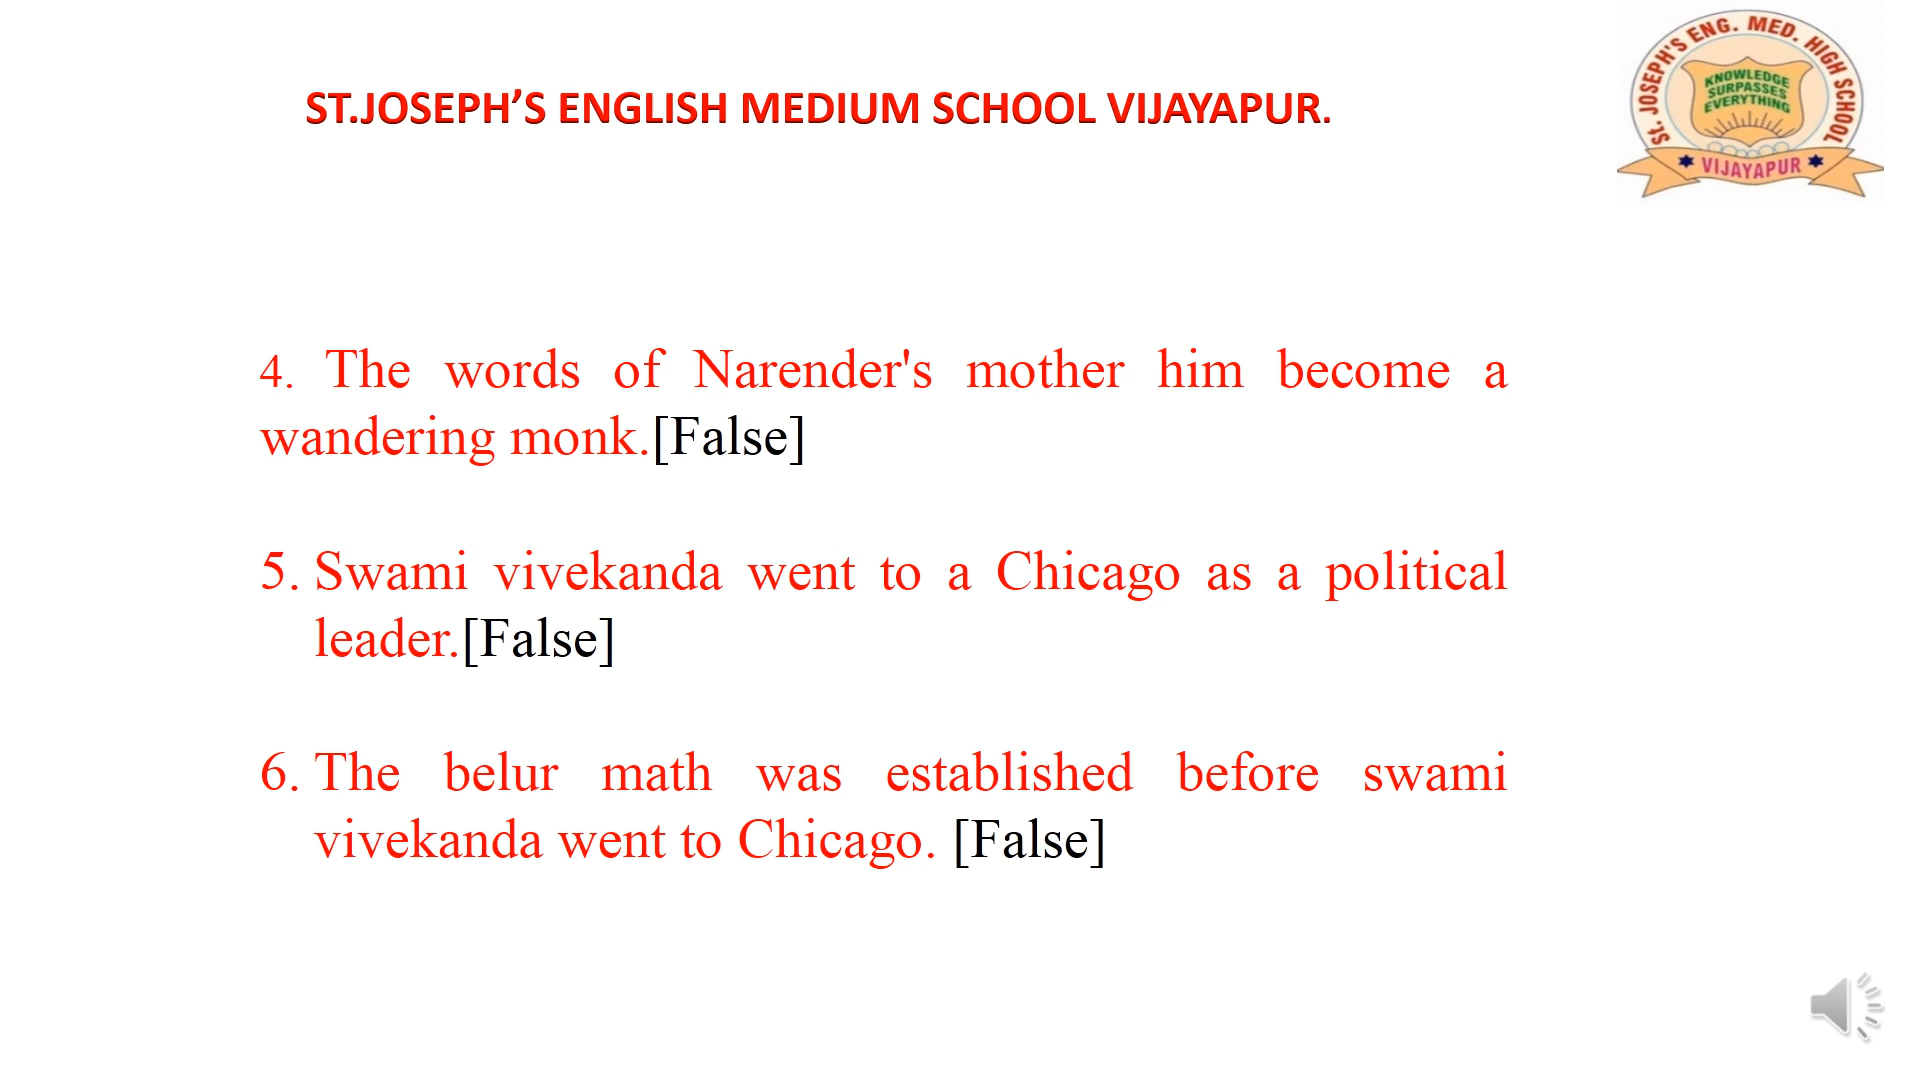 ST.JOSEPH’S ENGLISH MEDIUM SCHOOL VIJAYAPUR.
St. JOSEPH'S ENG. MED. HIGH SCHOOL
KNOWLEDGE
SURPASSES
EVERYTHING
VIJAYAPUR
4. The words of Narender's mother him become a
wandering monk.[False]
5. Swami vivekanda went to a Chicago as a political
leader.[False]
6. The belur math was established before swami
vivekanda went to Chicago. [False]